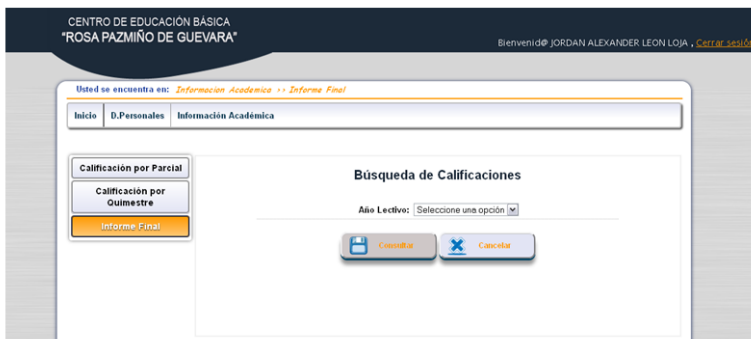 CENTRO DE EDUCACIÓN BÁSICA
"ROSA PAZMIÑO DE GUEVARA"
Bienvenid@ JORDAN ALEXANDER LEON LOJA , Cerrar sesión
Usted se encuentra en: Informacion Academica >> Informe Final
Inicio D.Personales Información Académica
Calificación por Parcial
Calificación por
Quimestre
Informe Final
Búsqueda de Calificaciones
Año Lectivo: Seleccione una opción
Consultar Cancelar